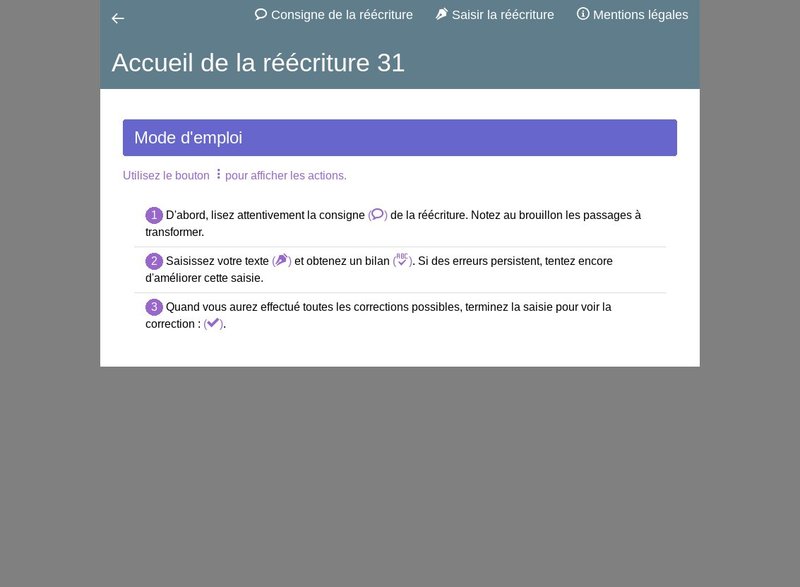 Consigne de la réécriture Saisir la réécriture Mentions légales
Accueil de la réécriture 31
Mode d'emploi
Utilisez le bouton pour afficher les actions.
1 D'abord, lisez attentivement la consigne () de la réécriture. Notez au brouillon les passages à
transformer.
2 Saisissez votre texte () et obtenez un bilan (ABC). Si des erreurs persistent, tentez encore
d'améliorer cette saisie.
3 Quand vous aurez effectué toutes les corrections possibles, terminez la saisie pour voir la
correction : ().